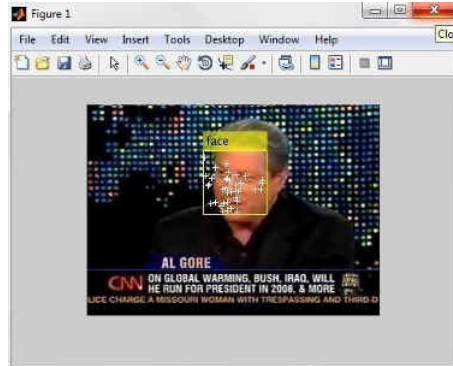 Figure 1
File Edit View Insert Tools Desktop Window Help
Clo
face
AL GORE
CNN
ON GLOBAL WARMING, BUSH, IRAQ, WILL
HE RUN FOR PRESIDENT IN 2008, & MORE
LICE CHARGE A MISSOURI WOMAN WITH TRESPASSING AND THIRD-D